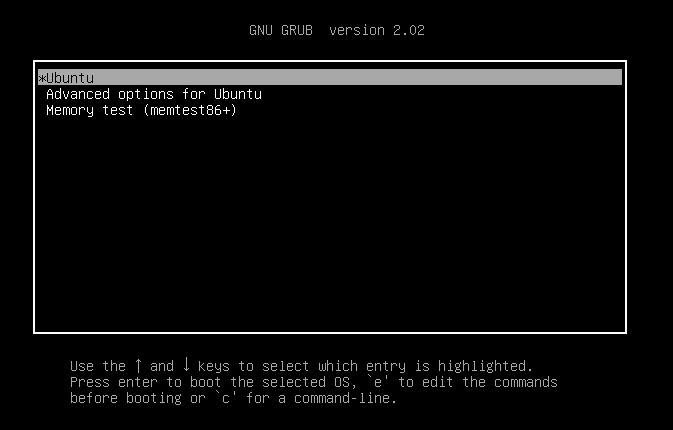 GNU GRUB  version 2.02
*Ubuntu
Advanced options for Ubuntu
Memory test (memtest86+)
Use the ↑ and ↓ keys to select which entry is highlighted.
Press enter to boot the selected OS, `e' to edit the commands
before booting or `c' for a command-line.